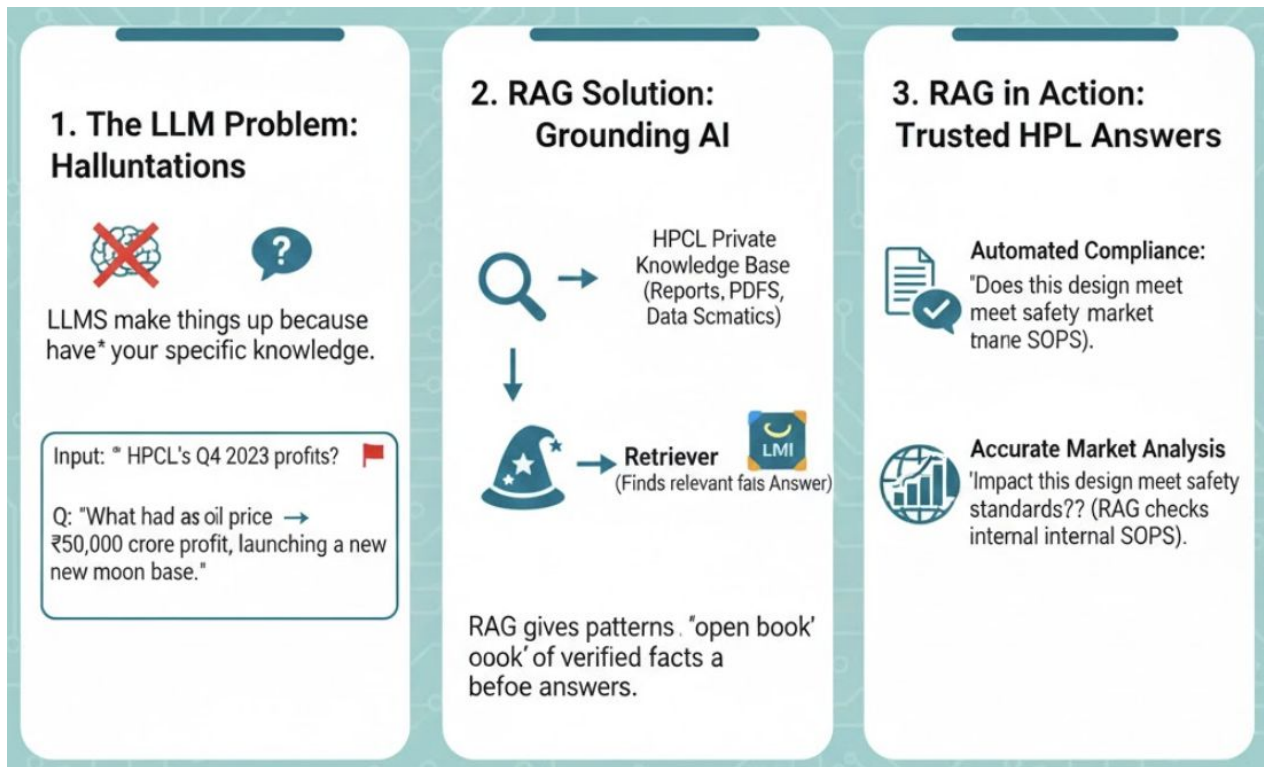 1. The LLM Problem:
Halluntations
?
LLMS make things up because
have* your specific knowledge.
Input: " HPCL's Q4 2023 profits?
Q: "What had as oil price →
₹50,000 crore profit, launching a new
new moon base."
2. RAG Solution:
Grounding AI
HPCL Private
Knowledge Base
(Reports, PDFS,
Data Scmatics)
Retriever
LMI
(Finds relevant fais Answer)
RAG gives patterns. "open book'
ook' of verified facts a
befoe answers.
3. RAG in Action:
Trusted HPL Answers
Automated Compliance:
"Does this design meet
meet safety market
tnane SOPS).
Accurate Market Analysis
'Impact this design meet safety
standards?? (RAG checks
internal internal SOPS).